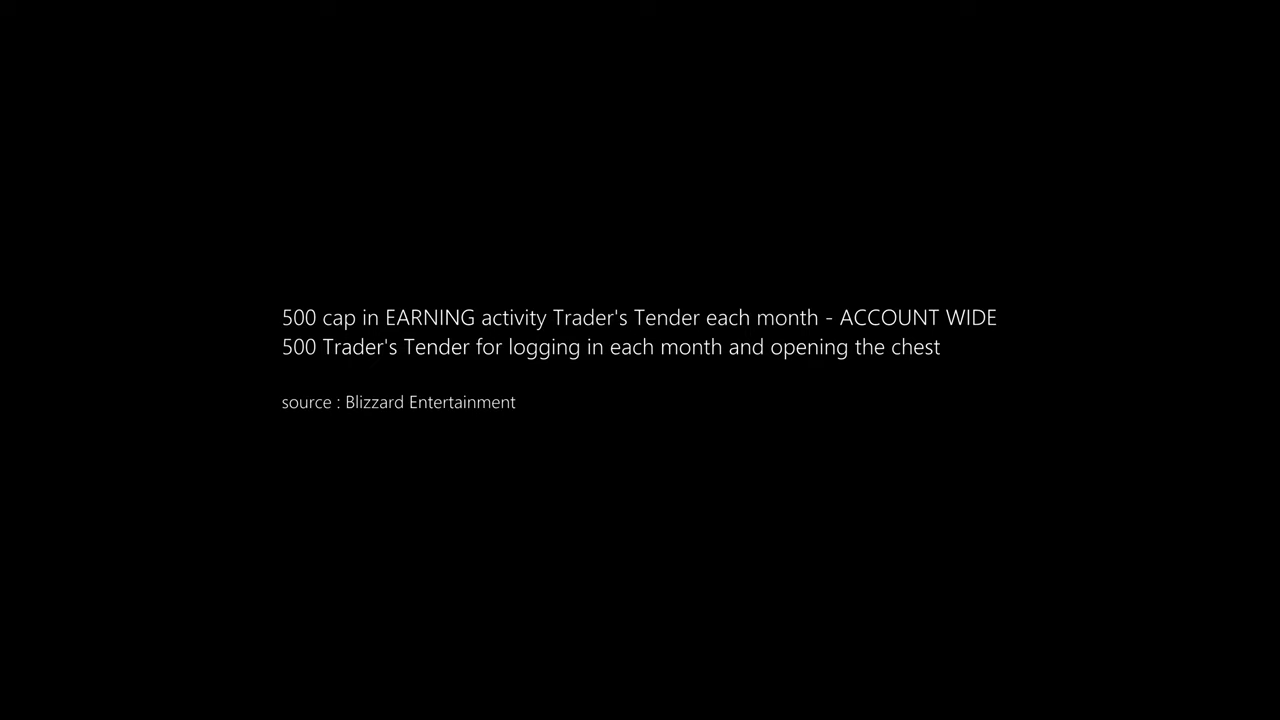 500 cap in EARNING activity Trader's Tender each month - ACCOUNT WIDE
500 Trader's Tender for logging in each month and opening the chest
source : Blizzard Entertainment